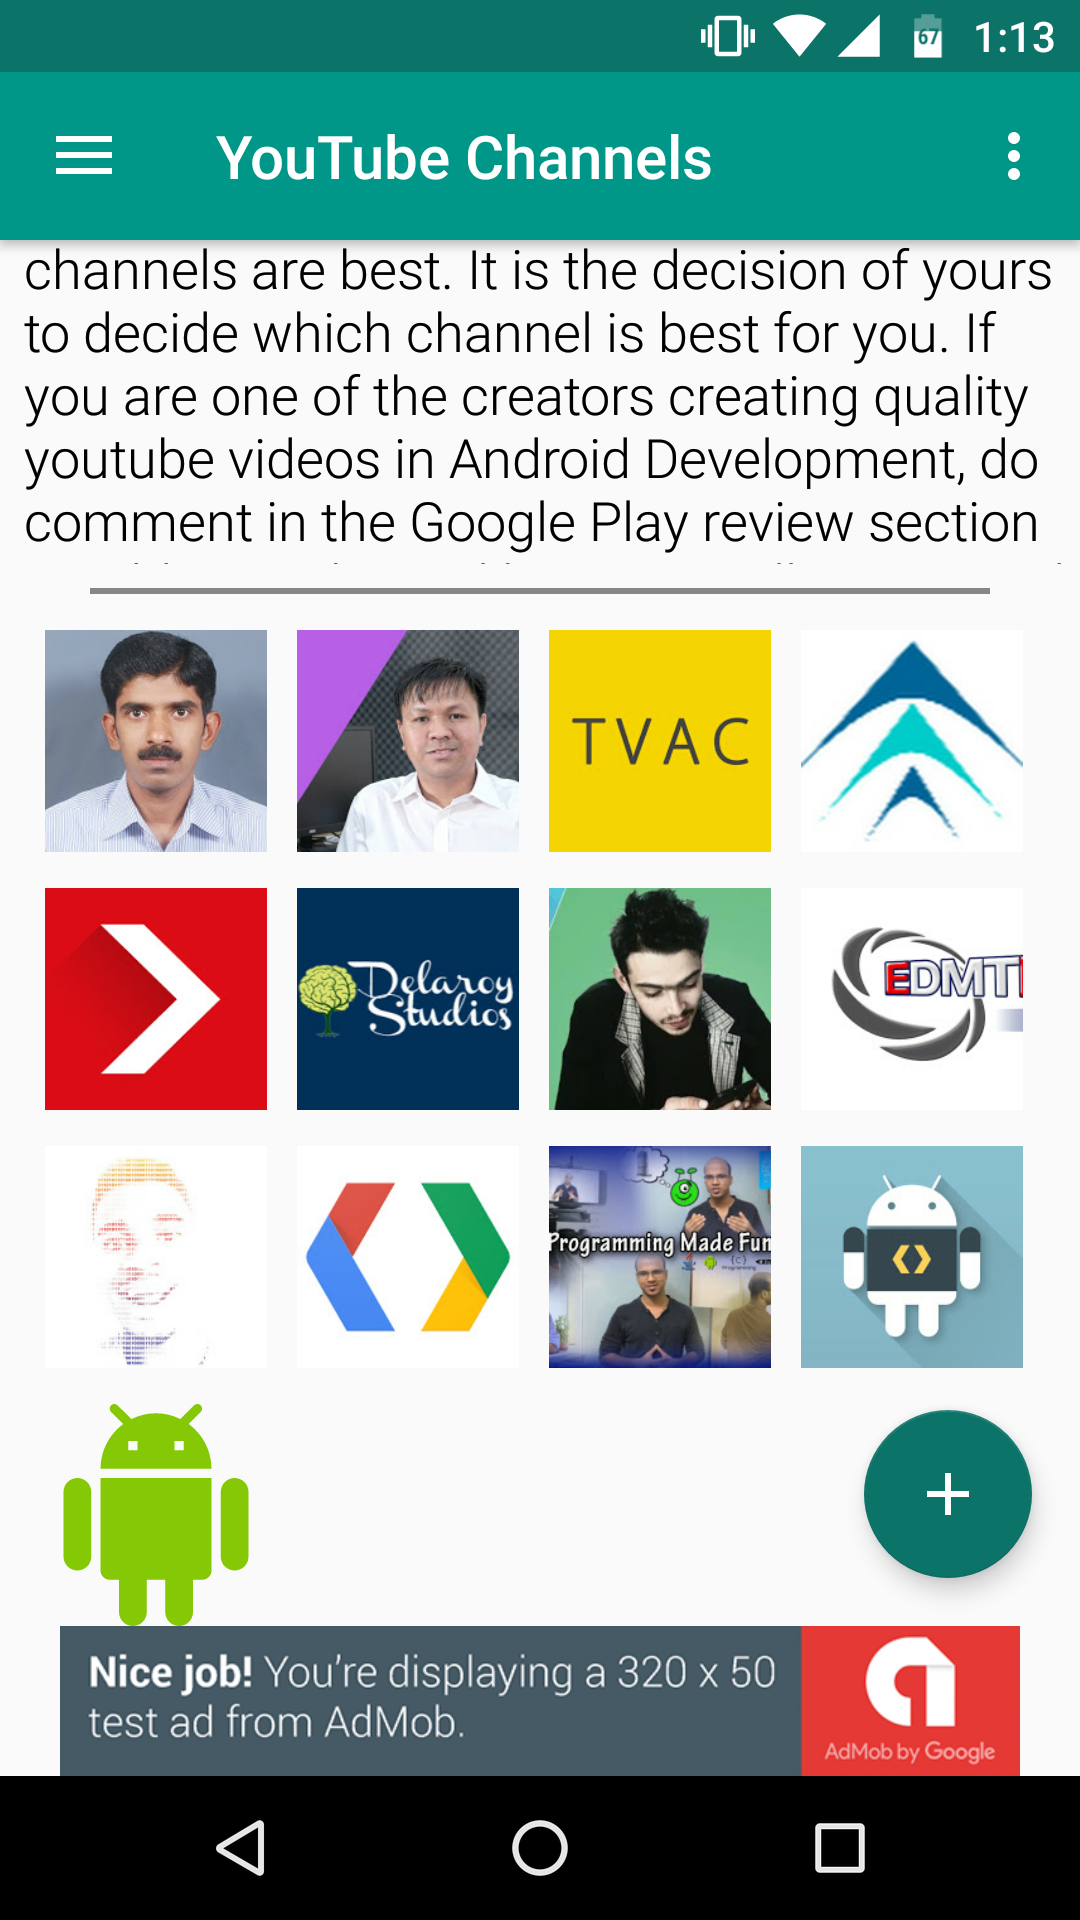 67 1:13
YouTube Channels
channels are best. It is the decision of yours
to decide which channel is best for you. If
you are one of the creators creating quality
youtube videos in Android Development, do
comment in the Google Play review section
TVAC
Delaroy
Studios
EDMT
Programming Made Fun
Nice job! You're displaying a 320 x 50
test ad from AdMob.
AdMob by Google